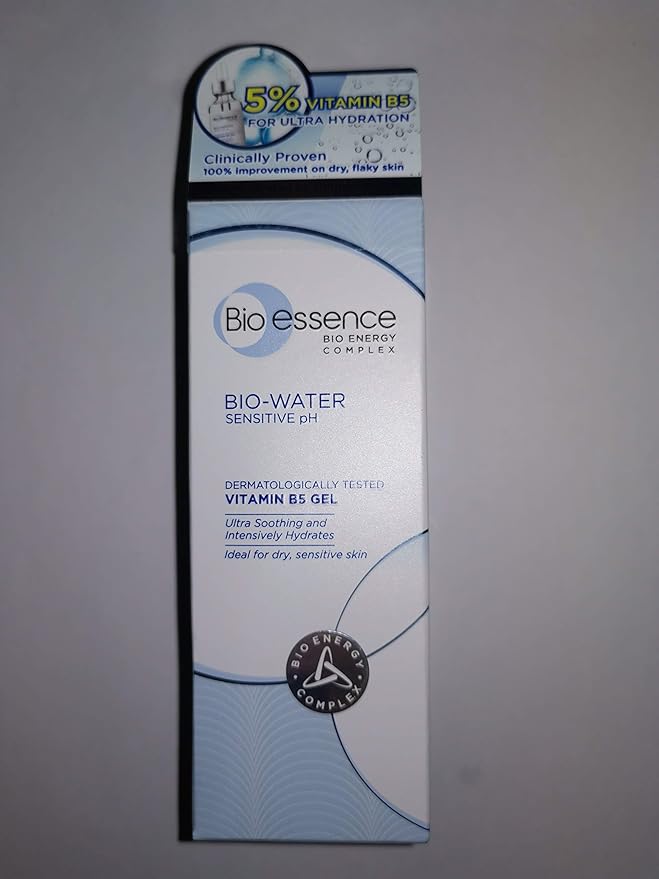 5% VITAMIN B5
FOR ULTRA HYDRATION
Clinically Proven
100% improvement on dry, flaky skin
Bio essence
BIO ENERGY
COMPLEX
BIO-WATER
SENSITIVE pH
DERMATOLOGICALLY TESTED
VITAMIN B5 GEL
Ultra Soothing and
Intensively Hydrates
Ideal for dry, sensitive skin
BIO ENERGY
COMPLEX